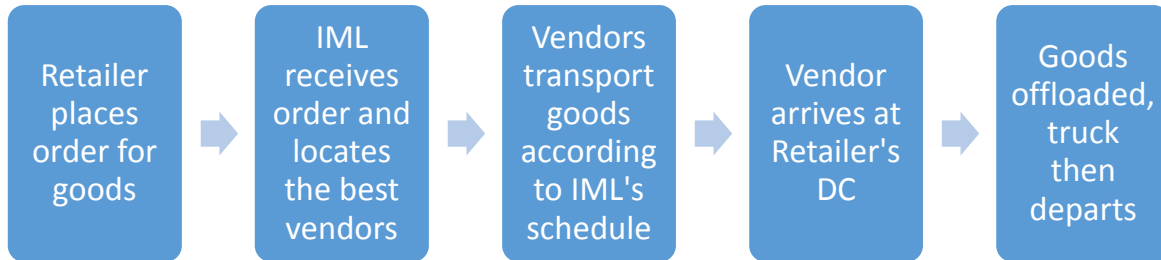 Retailer
places
order for
goods
IML
receives
order and
locates
the best
vendors
Vendors
transport
goods
according
to IML's
schedule
Vendor
arrives at
Retailer's
DC
Goods
offloaded,
truck
then
departs